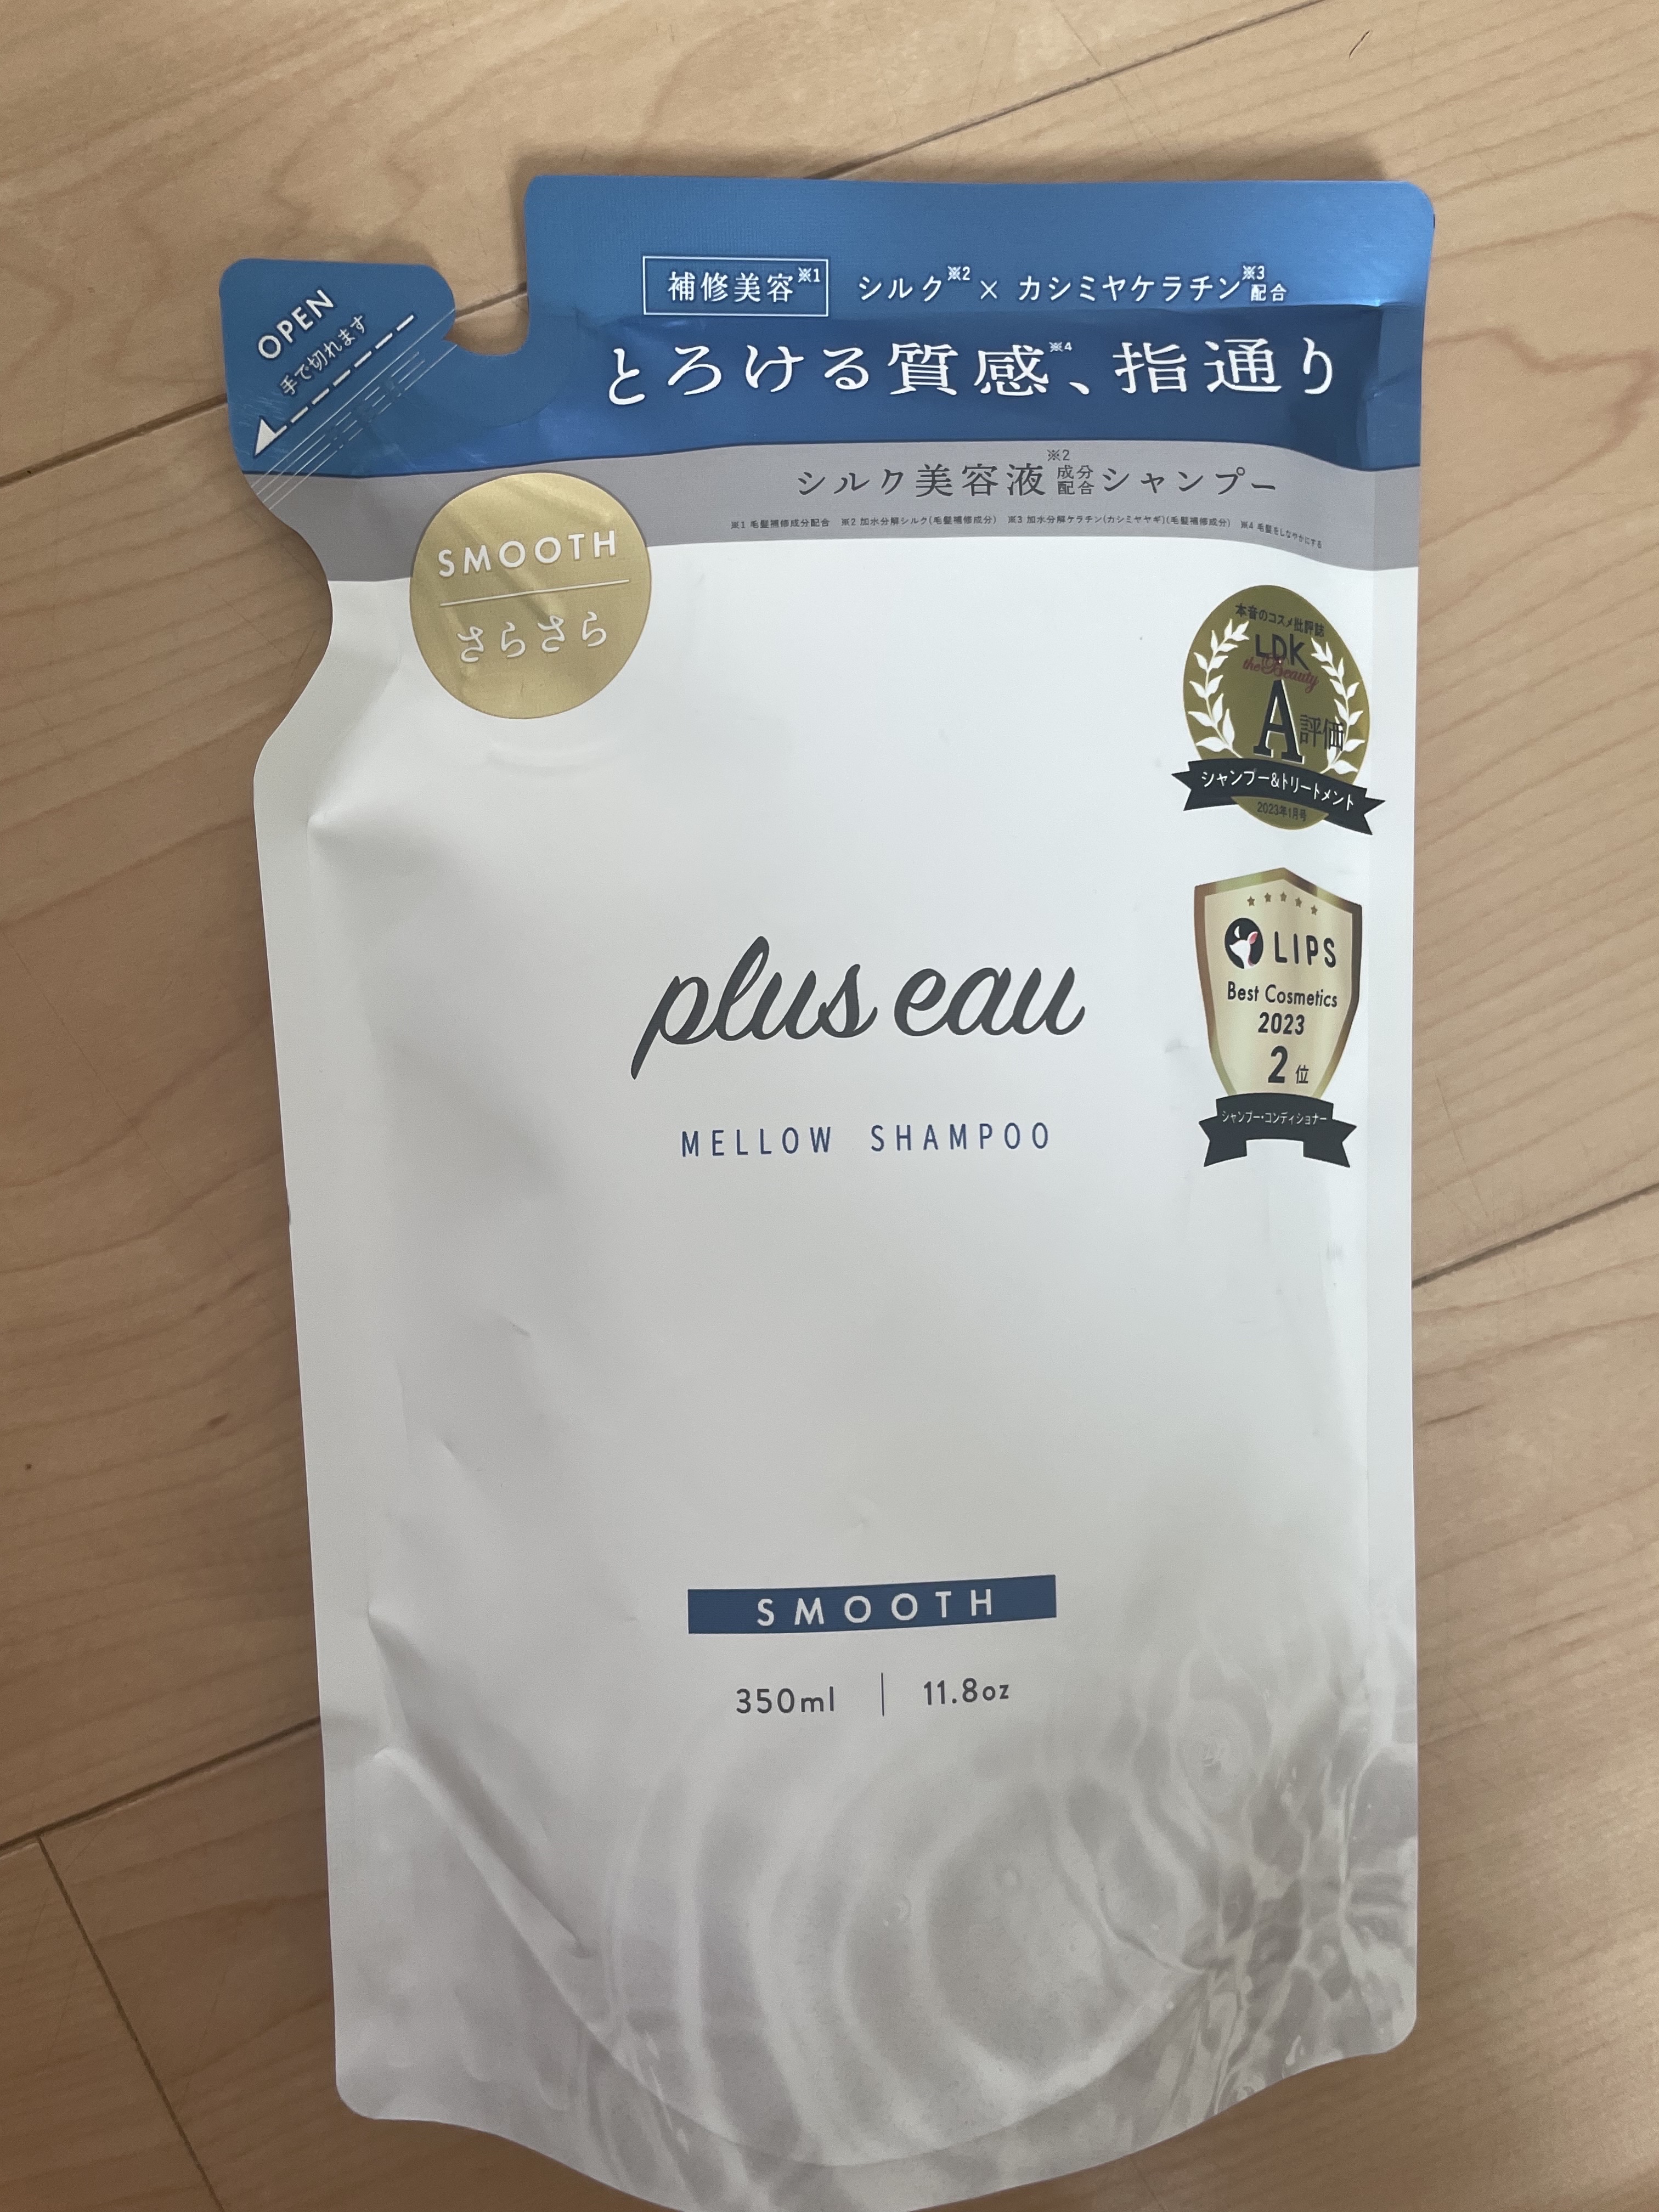 補修美容※1 シルク※2×カシミヤケラチン※3配合
OPEN
手で切れます
とろける質感※4、指通り
シルク美容液※2成分配合シャンプー
※1 毛髪補修成分配合 ※2 加水分解シルク(毛髪補修成分) ※3 加水分解ケラチン(カシミヤヤギ)(毛髪補修成分) ※4 毛髪をしなやかにする
SMOOTH
さらさら
本音のコスメ批評誌
LDK
the Beauty
A評価
シャンプー&トリートメント
2023年1月号
LIPS
Best Cosmetics
2023
2位
シャンプー・コンディショナー
plus eau
MELLOW SHAMPOO
SMOOTH
350ml | 11.8oz